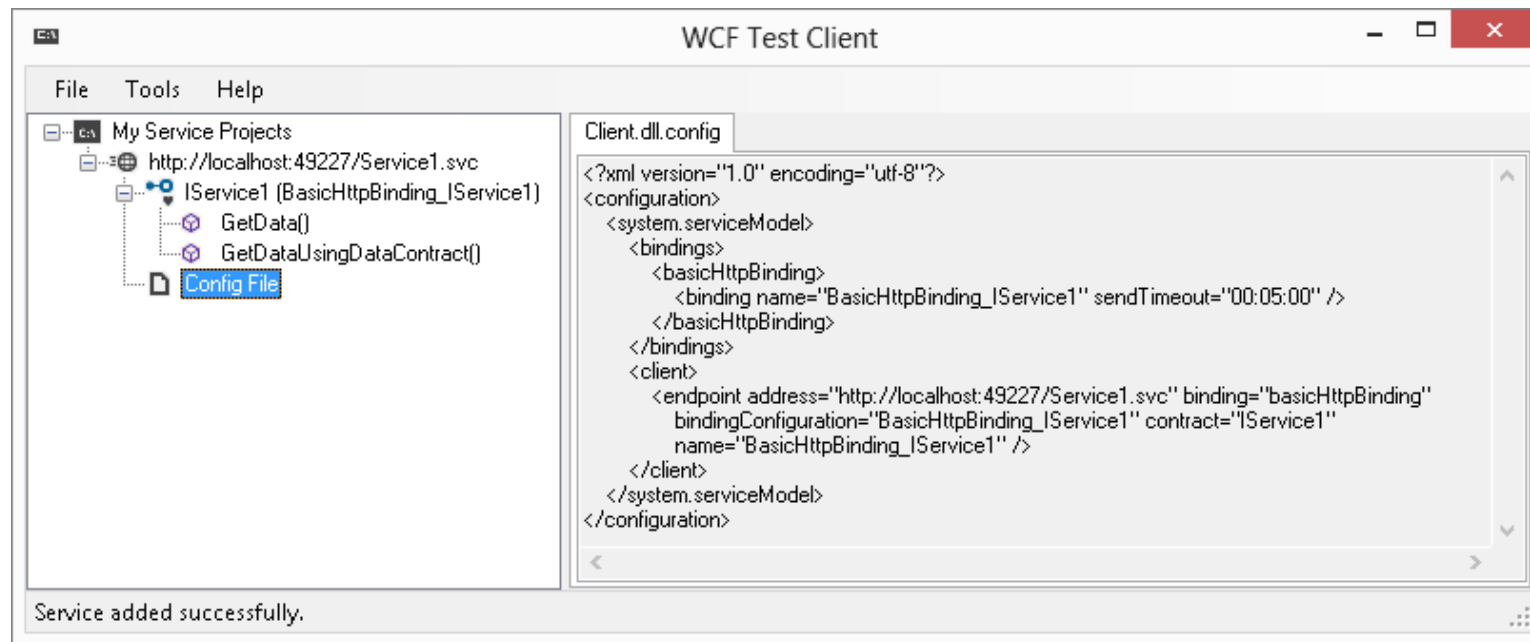 WCF Test Client
File Tools Help
My Service Projects
http://localhost:49227/Service1.svc
IService1 (BasicHttpBinding_IService1)
GetData()
GetDataUsingDataContract()
Config File
Client.dll.config
<?xml version="1.0" encoding="utf-8"?>
<configuration>
<system.serviceModel>
<bindings>
<basicHttpBinding>
<binding name="BasicHttpBinding_IService1" sendTimeout="00:05:00" />
</basicHttpBinding>
</bindings>
<client>
<endpoint address="http://localhost:49227/Service1.svc" binding="basicHttpBinding"
bindingConfiguration="BasicHttpBinding_IService1" contract="IService1"
name="BasicHttpBinding_IService1" />
</client>
</system.serviceModel>
</configuration>
Service added successfully.